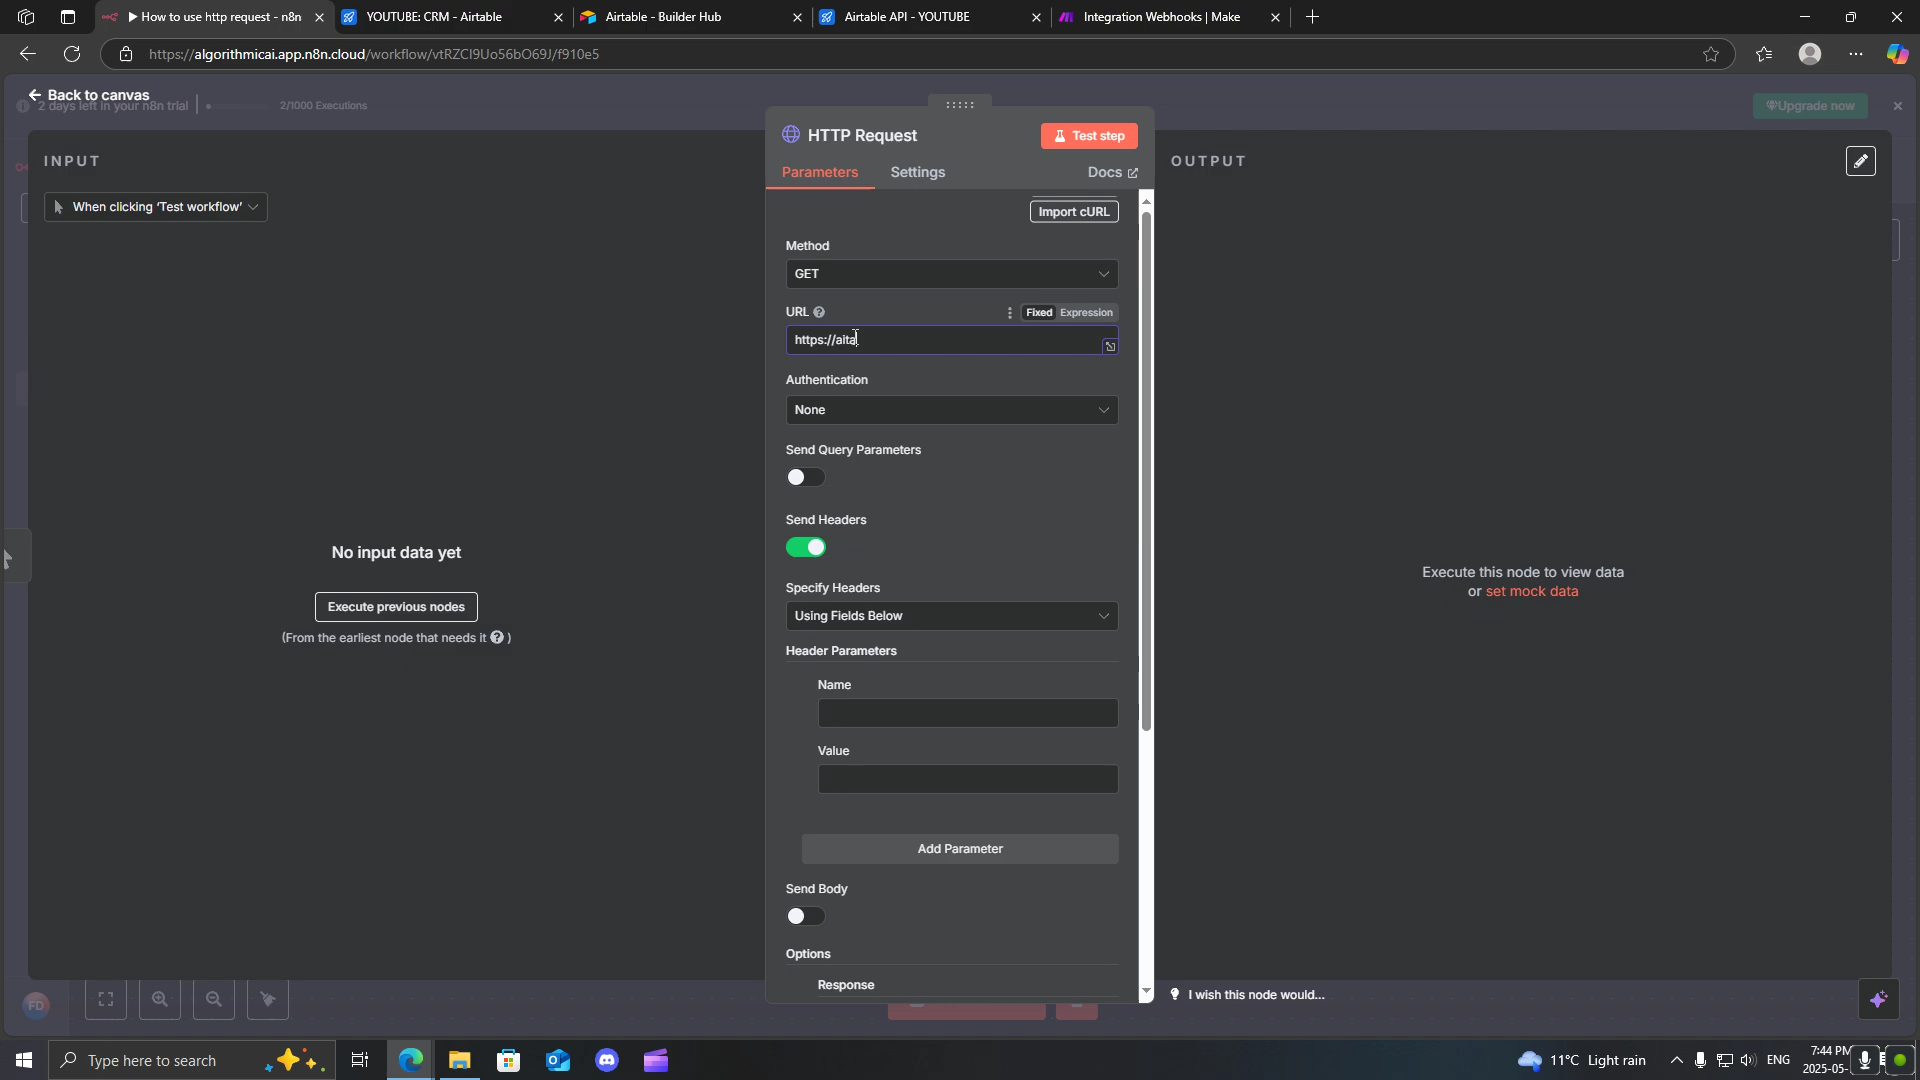 ▶ How to use http request - n8n
YOUTUBE: CRM - Airtable
Airtable - Builder Hub
Airtable API - YOUTUBE
Integration Webhooks | Make
https://algorithmicai.app.n8n.cloud/workflow/vtRZCI9Uo56bO69J/f910e5
Back to canvas
2 days left in your n8n trial
2/1000 Executions
Upgrade now
HTTP Request
Test step
INPUT
OUTPUT
Parameters
Settings
Docs
When clicking 'Test workflow'
Import cURL
Method
GET
URL
Fixed
Expression
https://aita
Authentication
None
Send Query Parameters
Send Headers
No input data yet
Execute this node to view data
or set mock data
Specify Headers
Execute previous nodes
Using Fields Below
(From the earliest node that needs it )
Header Parameters
Name
Value
Add Parameter
Send Body
Options
Response
I wish this node would...
FD
Type here to search
11°C Light rain
ENG
7:44 PM
2025-05-